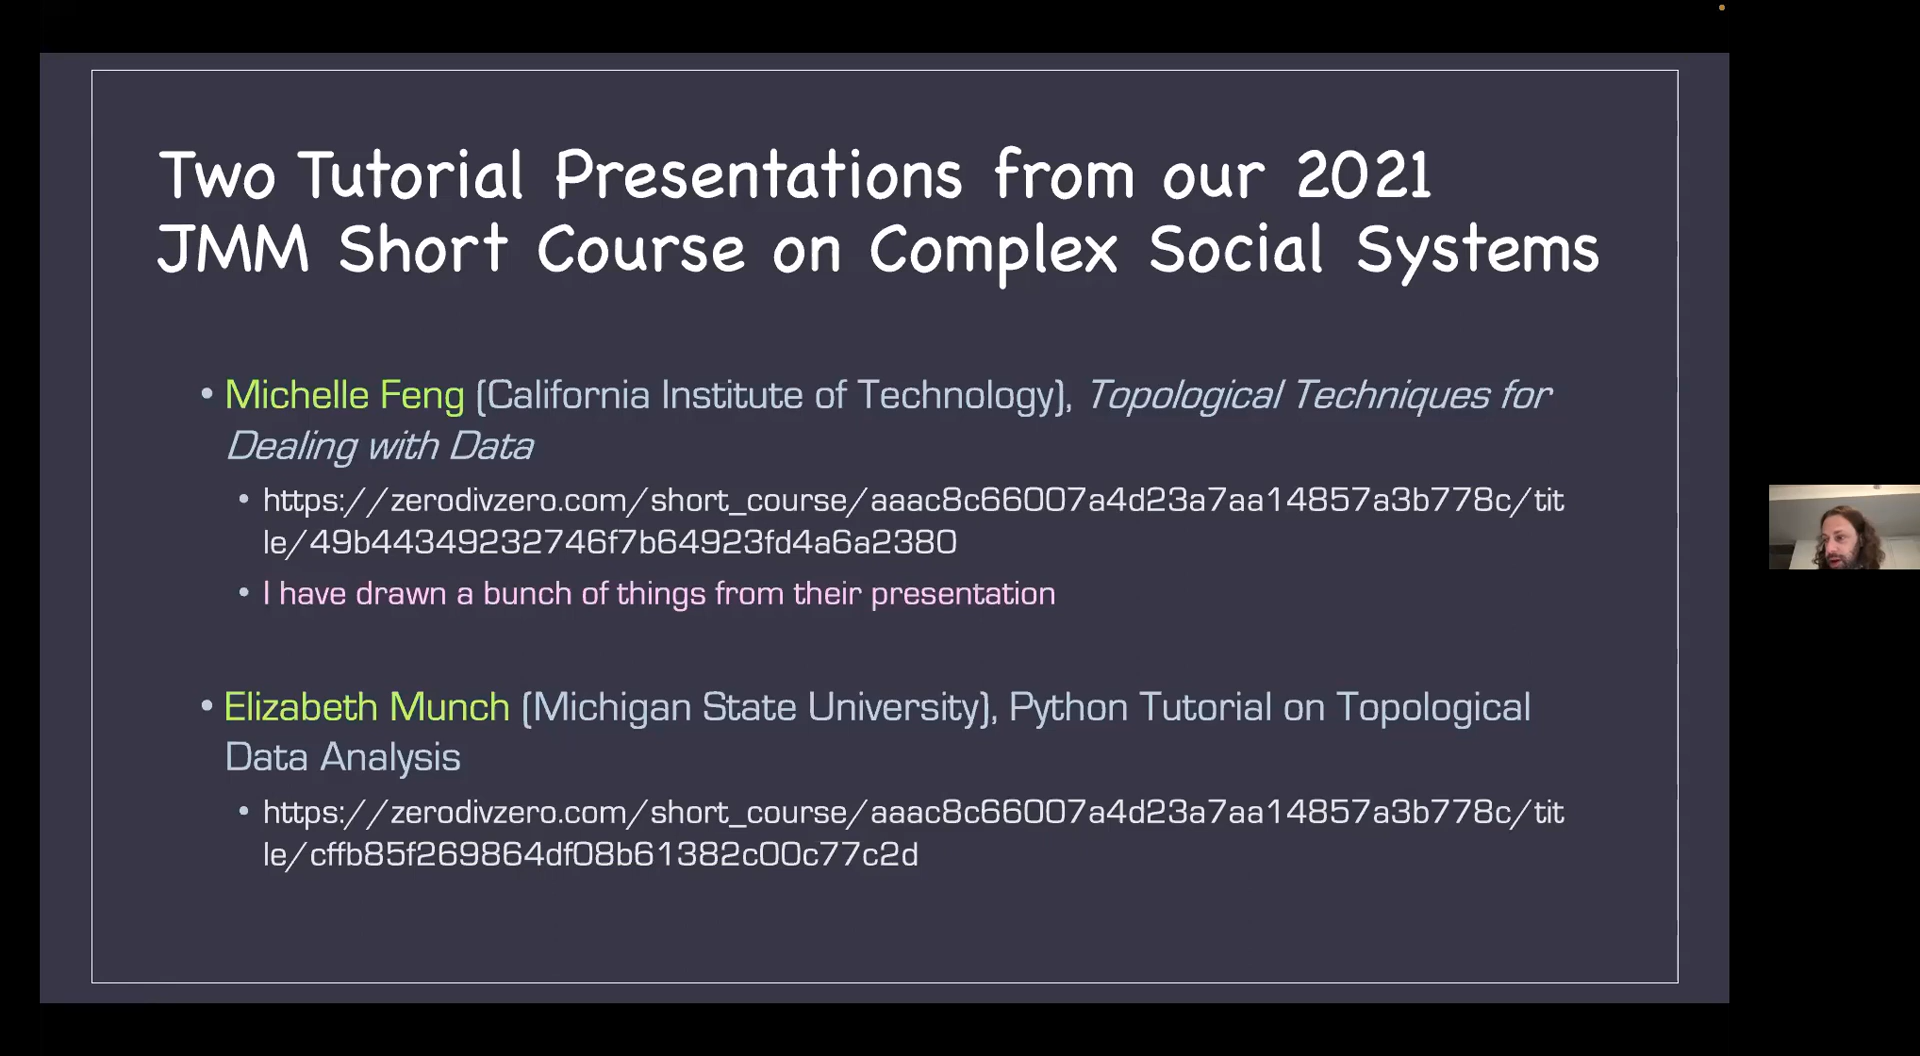 Two Tutorial Presentations from our 2021
JMM Short Course on Complex Social Systems
• Michelle Feng (California Institute of Technology), Topological Techniques for
Dealing with Data
• https://zerodivzero.com/short_course/aaac8c66007a4d23a7aa14857a3b778c/tit
le/49b44349232746f7b64923fd4a6a2380
• I have drawn a bunch of things from their presentation
• Elizabeth Munch (Michigan State University), Python Tutorial on Topological
Data Analysis
• https://zerodivzero.com/short_course/aaac8c66007a4d23a7aa14857a3b778c/tit
le/cffb85f269864df08b61382c00c77c2d